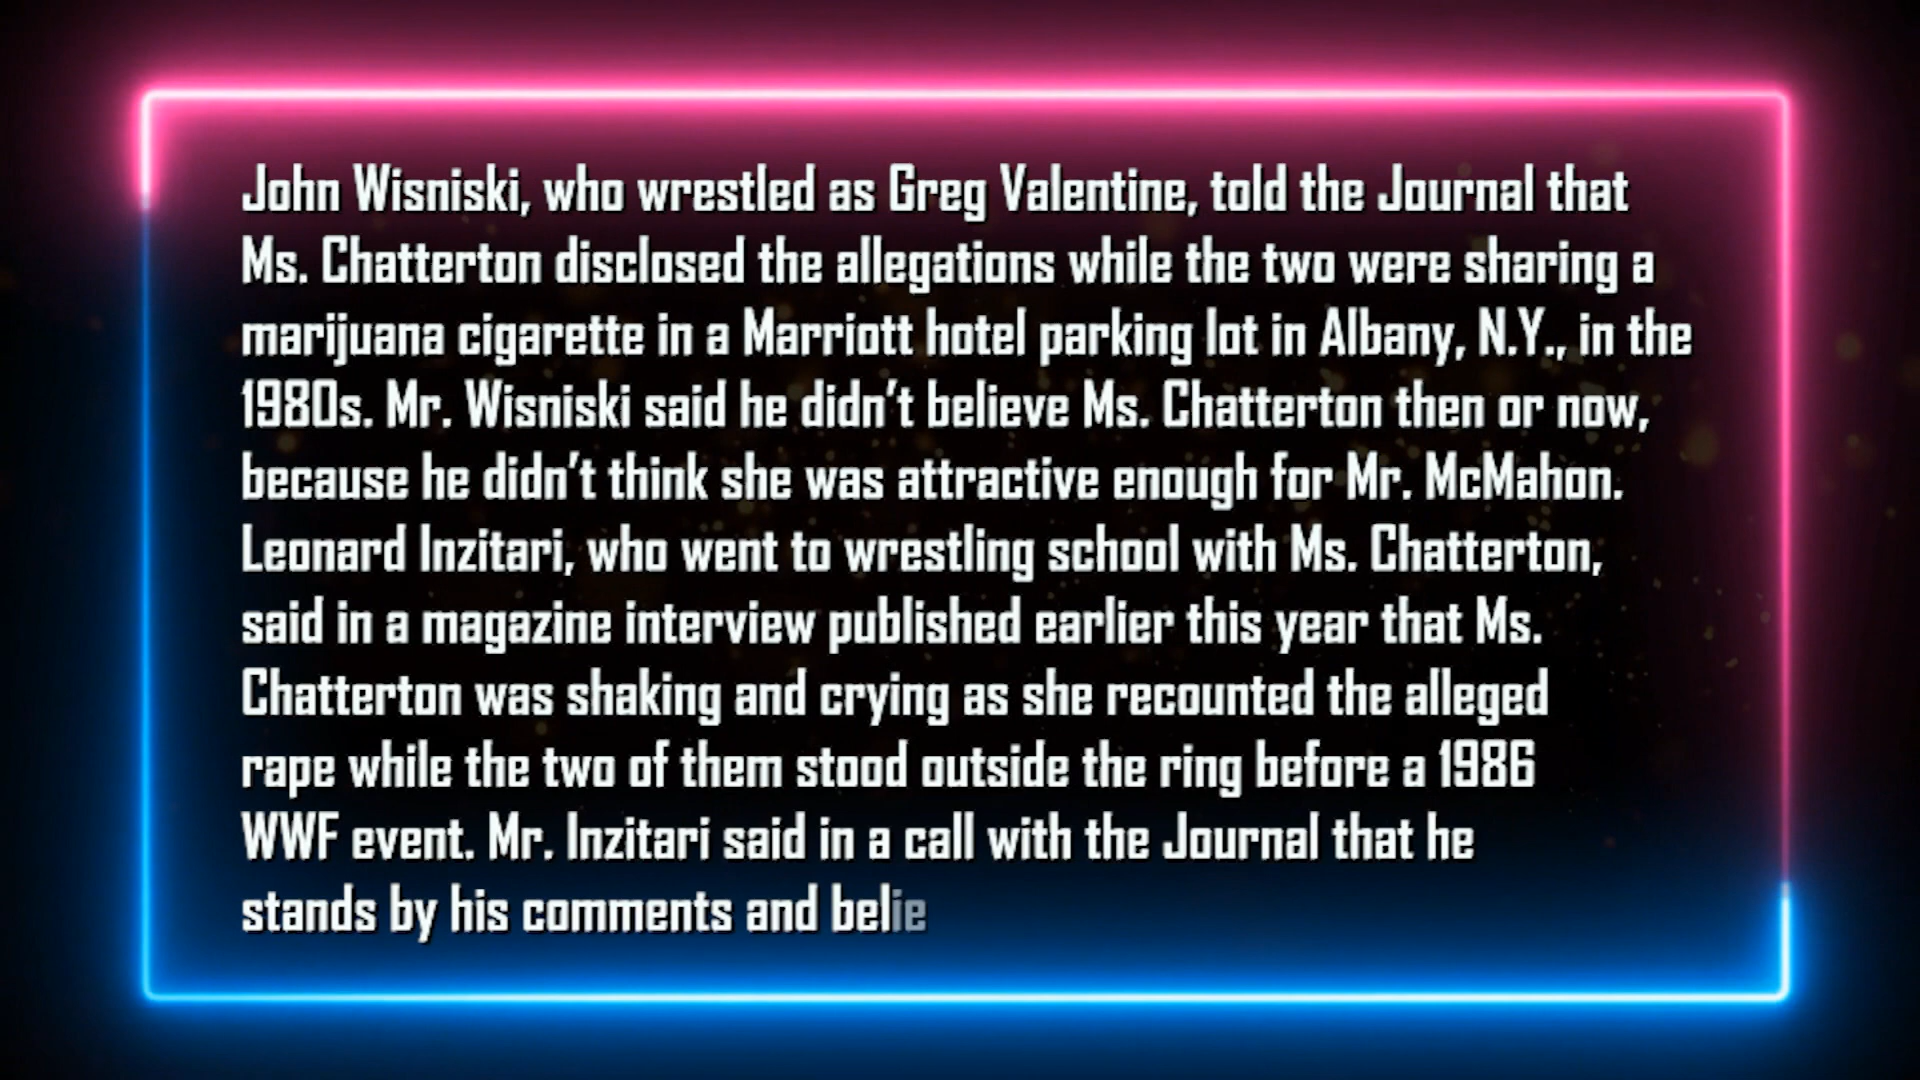 John Wisniski, who wrestled as Greg Valentine, told the Journal that
Ms. Chatterton disclosed the allegations while the two were sharing a
marijuana cigarette in a Marriott hotel parking lot in Albany, N.Y., in the
1980s. Mr. Wisniski said he didn't believe Ms. Chatterton then or now,
because he didn't think she was attractive enough for Mr. McMahon.
Leonard Inzitari, who went to wrestling school with Ms. Chatterton,
said in a magazine interview published earlier this year that Ms.
Chatterton was shaking and crying as she recounted the alleged
rape while the two of them stood outside the ring before a 1986
WWF event. Mr. Inzitari said in a call with the Journal that he
stands by his comments and belie